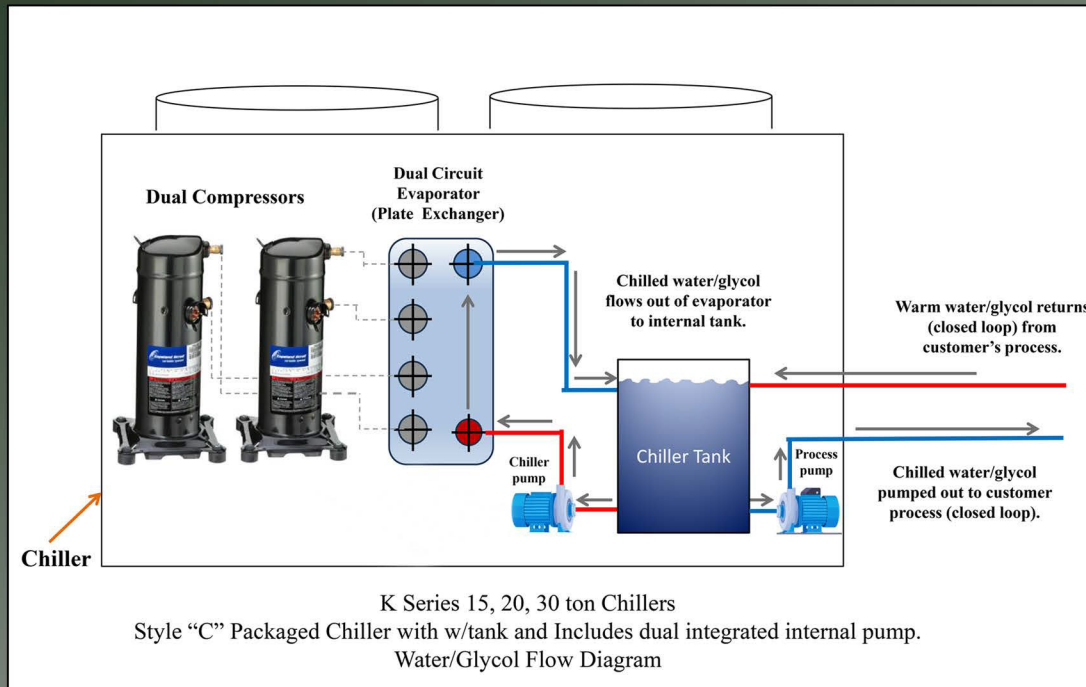 Dual Compressors
Dual Circuit
Evaporator
(Plate Exchanger)
Chilled water/glycol
flows out of evaporator
to internal tank.
Warm water/glycol returns
(closed loop) from
customer’s process.
Chiller Tank
Chiller
pump
Process
pump
Chilled water/glycol
pumped out to customer
process (closed loop).
Chiller
K Series 15, 20, 30 ton Chillers
Style “C” Packaged Chiller with w/tank and Includes dual integrated internal pump.
Water/Glycol Flow Diagram